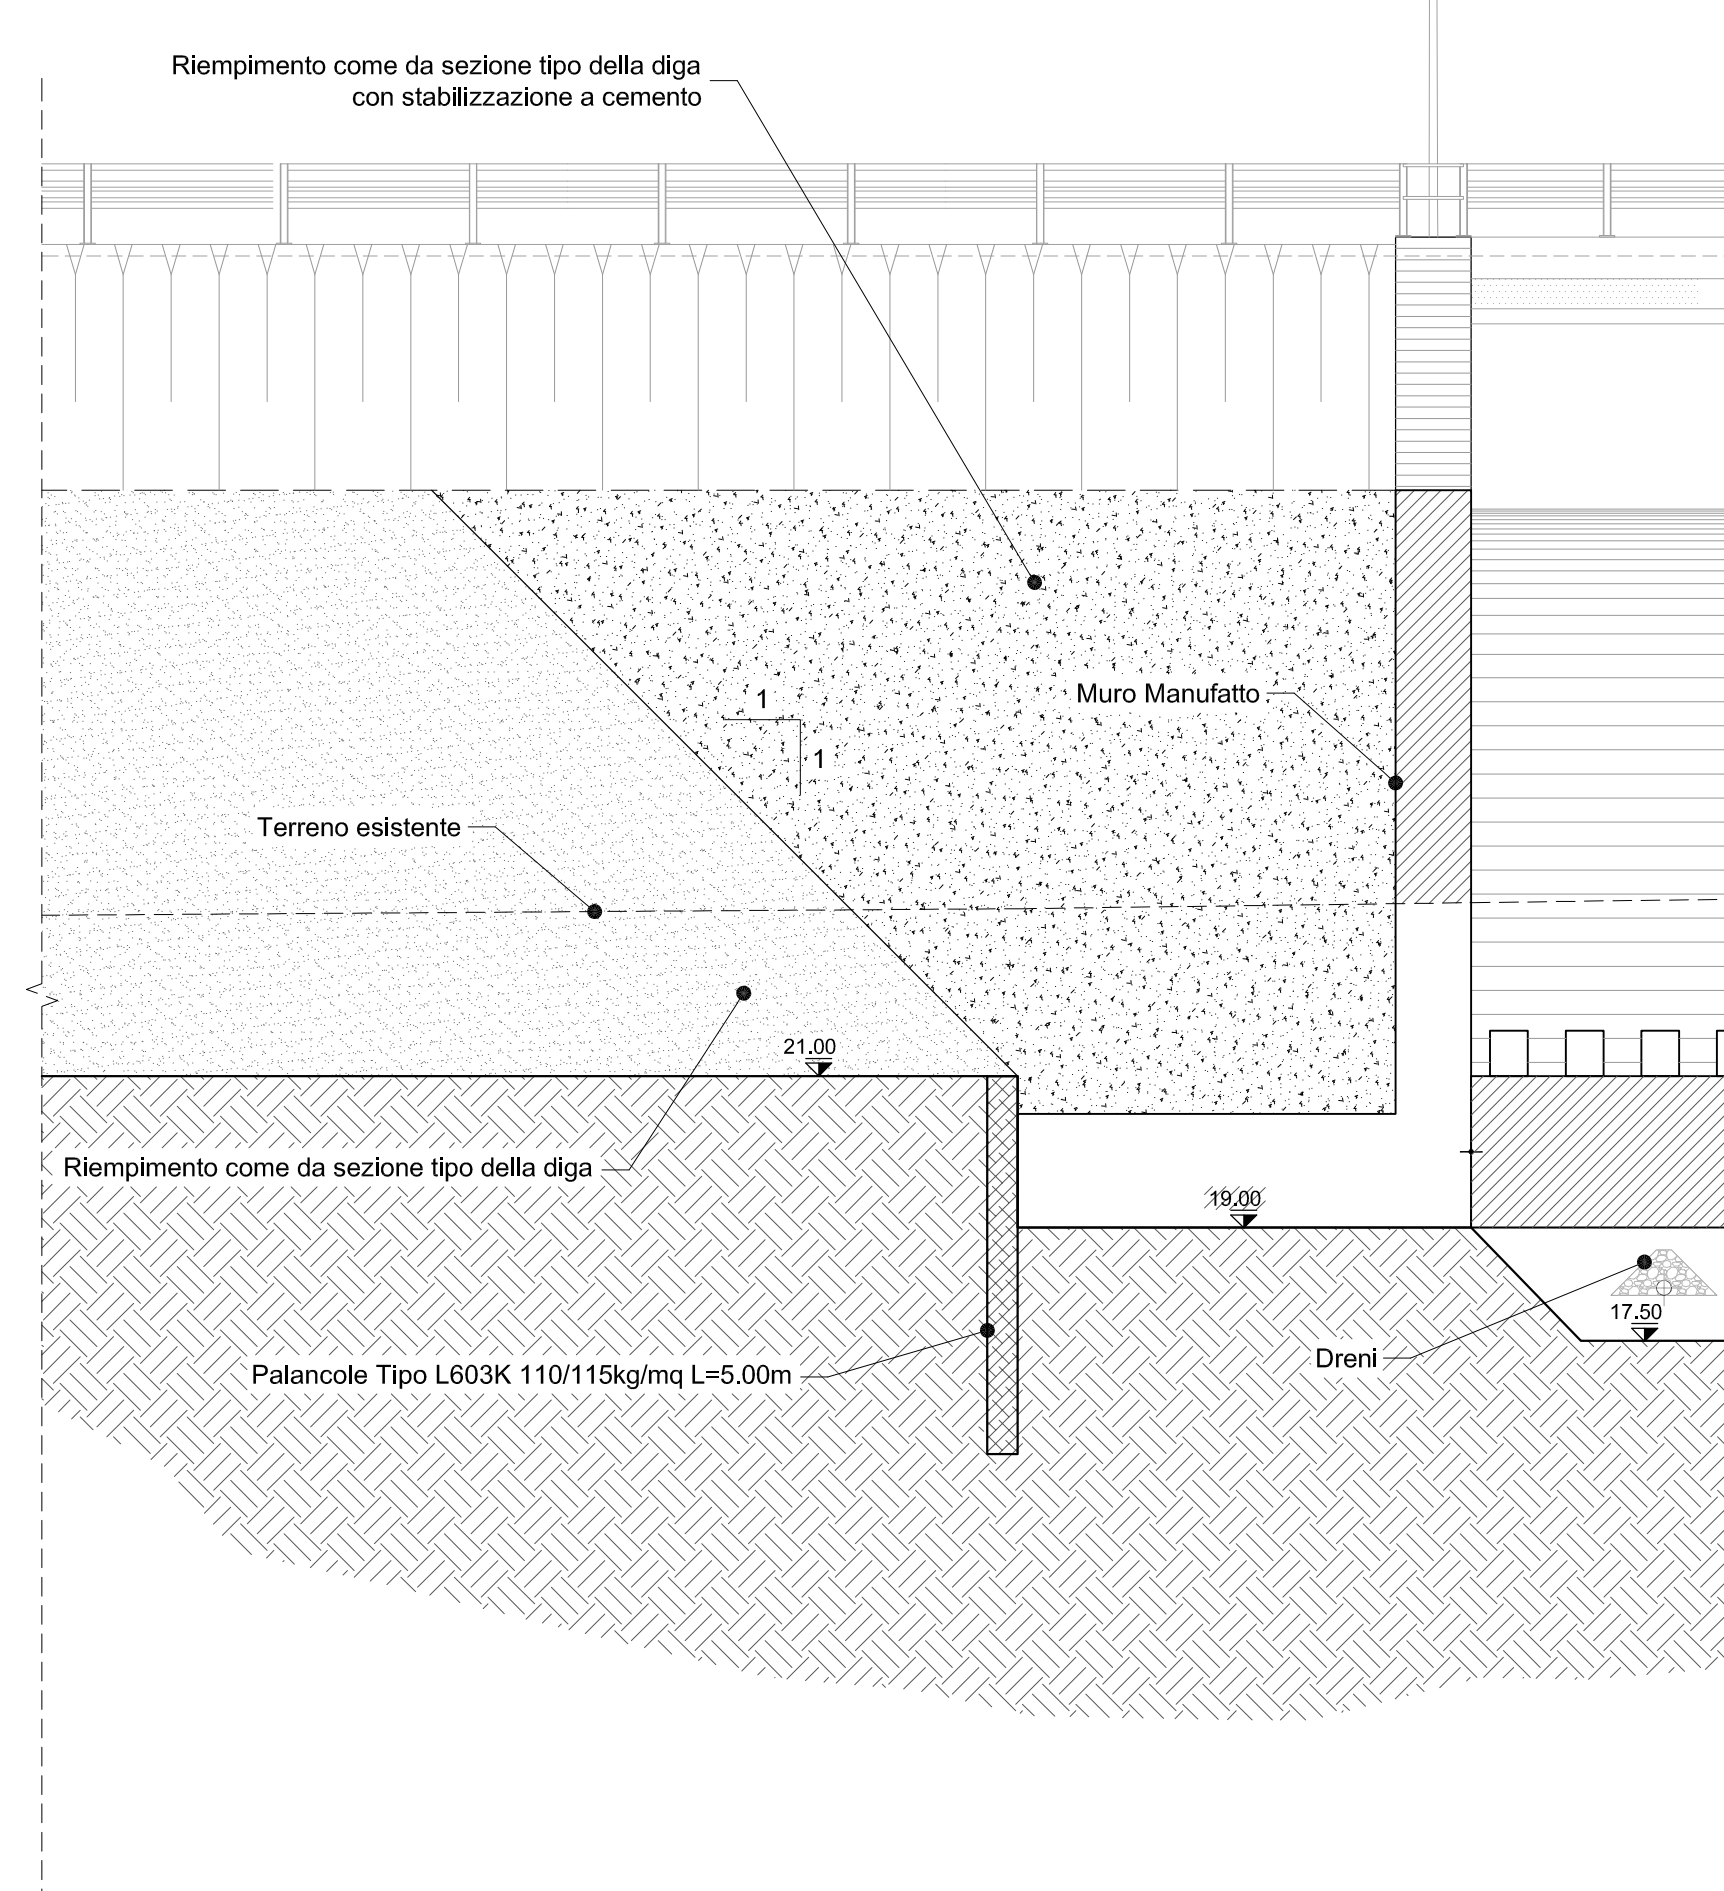 Riempimento come da sezione tipo della diga
con stabilizzazione a cemento
Muro Manufatto
1
1
Terreno esistente
21.00
Riempimento come da sezione tipo della diga
19.00
17.50
Dreni
Palancole Tipo L603K 110/115kg/mq L=5.00m